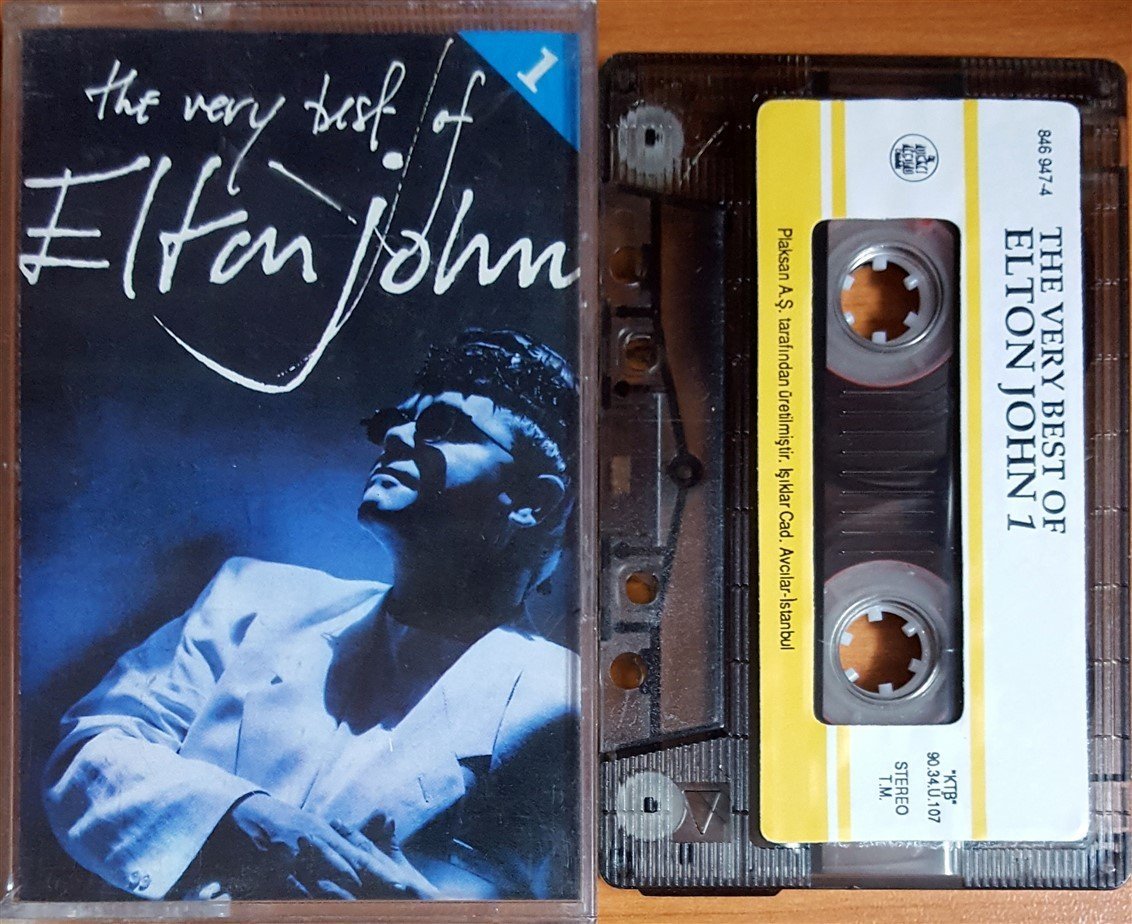 1
the very best of
Elton john
846 947-4
THE VERY BEST OF
ELTON JOHN 1
Plaksan A.Ş. tarafından üretilmiştir. Işıklar Cad. Avcılar-İstanbul
"KTB"
90.34.Ü.107
STEREO
T.M.